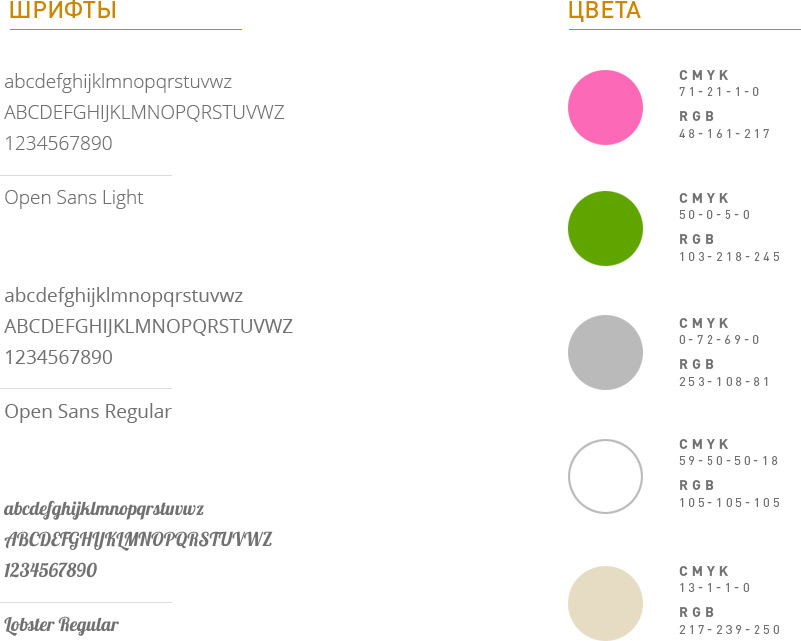 ШРИФТЫ
abcdefghijklmnopqrstuvwz
ABCDEFGHIJKLMNOPQRSTUVWZ
1234567890
Open Sans Light
abcdefghijklmnopqrstuvwz
ABCDEFGHIJKLMNOPQRSTUVWZ
1234567890
Open Sans Regular
abcdefghijklmnopqrstuvwz
ABCDEFGHIJKLMNOPQRSTUVWZ
1234567890
Lobster Regular
ЦВЕТА
CMYK
71-21-1-0
RGB
48-161-217
CMYK
50-0-5-0
RGB
103-218-245
CMYK
0-72-69-0
RGB
253-108-81
CMYK
59-50-50-18
RGB
105-105-105
CMYK
13-1-1-0
RGB
217-239-250